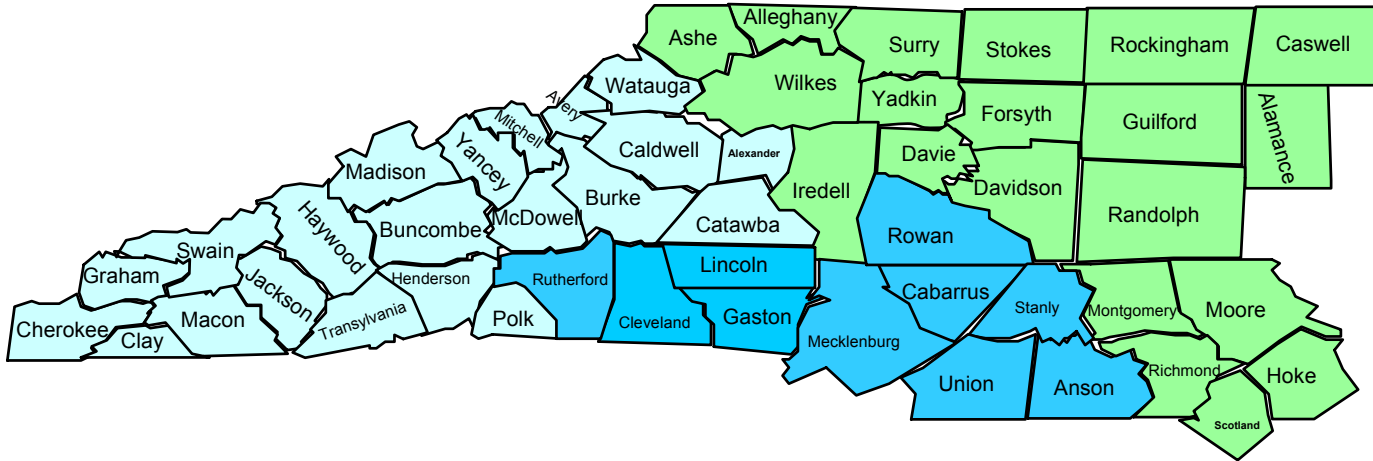 Alleghany
Ashe
Surry
Stokes
Rockingham
Caswell
Watauga
Wilkes
Yadkin
Forsyth
Guilford
Alamance
Avery
Mitchell
Caldwell
Alexander
Davie
Madison
Yancey
Iredell
Davidson
Burke
Randolph
Haywood
McDowell
Catawba
Buncombe
Rowan
Swain
Graham
Jackson
Henderson
Rutherford
Lincoln
Cabarrus
Stanly
Montgomery
Moore
Cherokee
Clay
Macon
Transylvania
Polk
Cleveland
Gaston
Mecklenburg
Union
Anson
Richmond
Hoke
Scotland